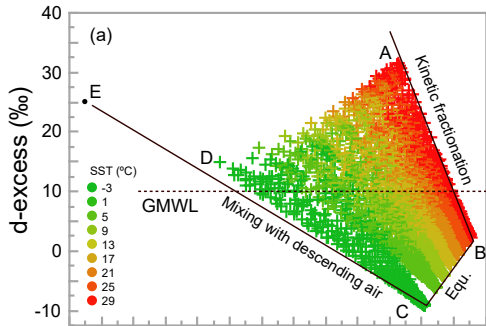 (a)
d-excess (‰)
40
30
20
10
0
-10
A
E
Kinetic fractionation
D
SST (ºC)
-3
1
5
9
13
17
21
25
29
GMWL
Mixing with descending air
B
Equ.
C